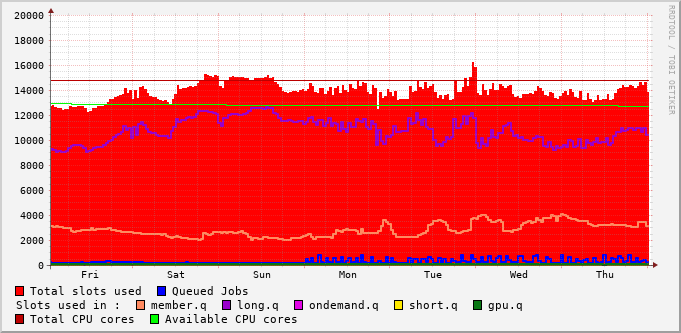 RRDTOOL / TOBI OETIKER
20000
18000
16000
14000
12000
10000
8000
6000
4000
2000
0
Fri Sat Sun Mon Tue Wed Thu
Total slots used Queued Jobs
Slots used in : member.q long.q ondemand.q short.q gpu.q
Total CPU cores Available CPU cores